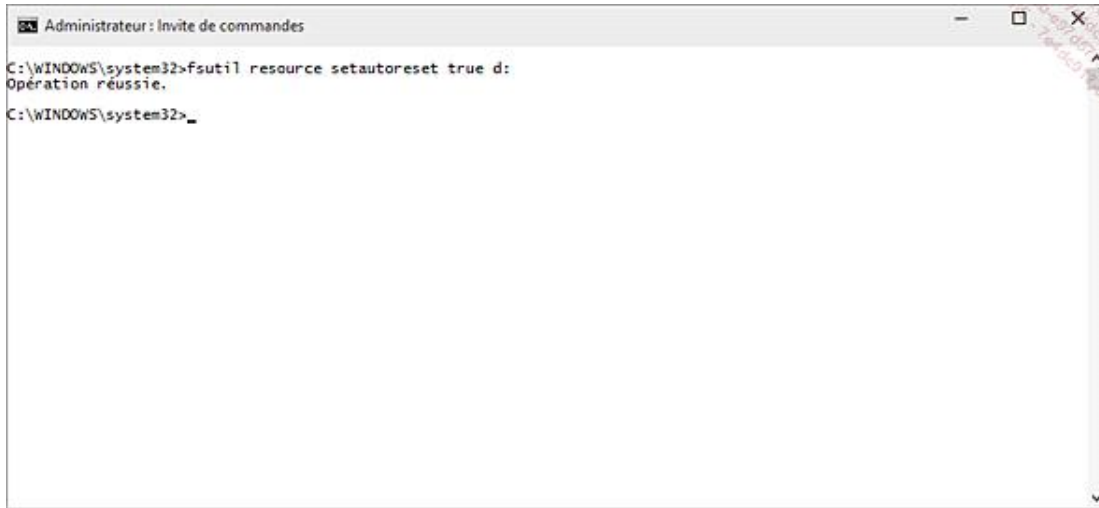 Administrateur : Invite de commandes
C:\WINDOWS\system32>fsutil resource setautoreset true d:
Opération réussie.
C:\WINDOWS\system32>_